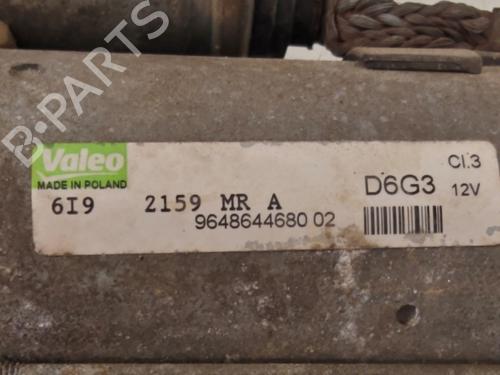 B-PARTS
Valeo
MADE IN POLAND
6I9 2159 MR A
9648644680 02
D6G3
Cl.3
12V